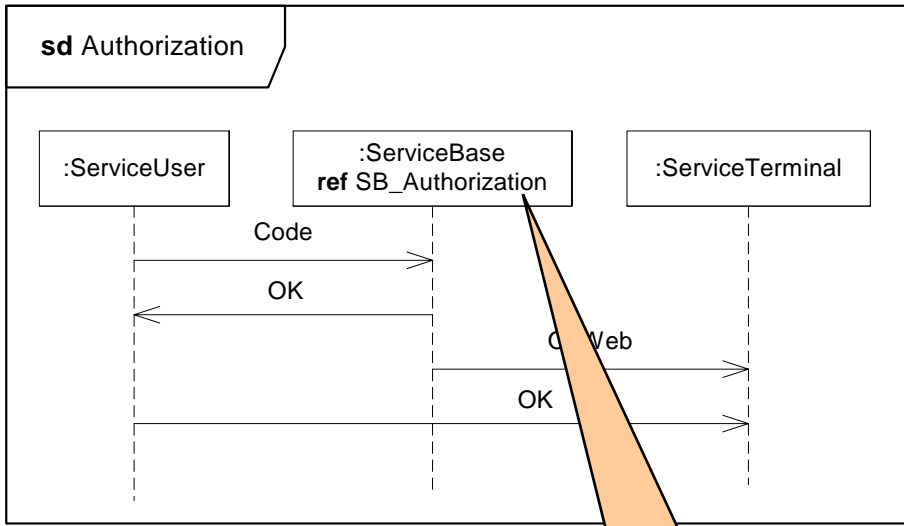 sd Authorization
:ServiceUser
:ServiceBase
ref SB_Authorization
:ServiceTerminal
Code
OK
OK